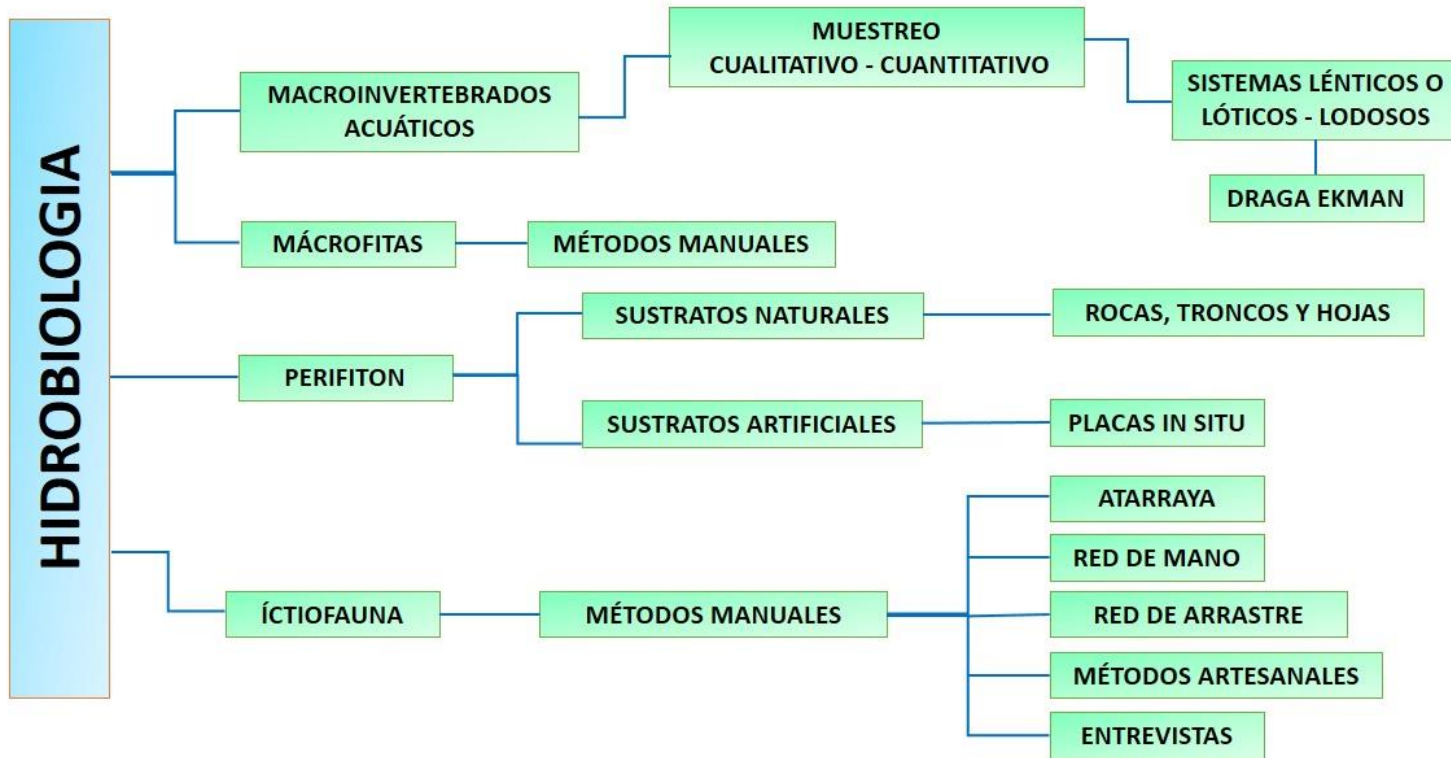 HIDROBIOLOGIA
MACROINVERTEBRADOS
ACUÁTICOS
MUESTREO
CUALITATIVO - CUANTITATIVO
SISTEMAS LÉNTICOS O
LÓTICOS - LODOSOS
DRAGA EKMAN
MÁCROFITAS
MÉTODOS MANUALES
PERIFITON
SUSTRATOS NATURALES
ROCAS, TRONCOS Y HOJAS
SUSTRATOS ARTIFICIALES
PLACAS IN SITU
ÍCTIOFAUNA
MÉTODOS MANUALES
ATARRAYA
RED DE MANO
RED DE ARRASTRE
MÉTODOS ARTESANALES
ENTREVISTAS